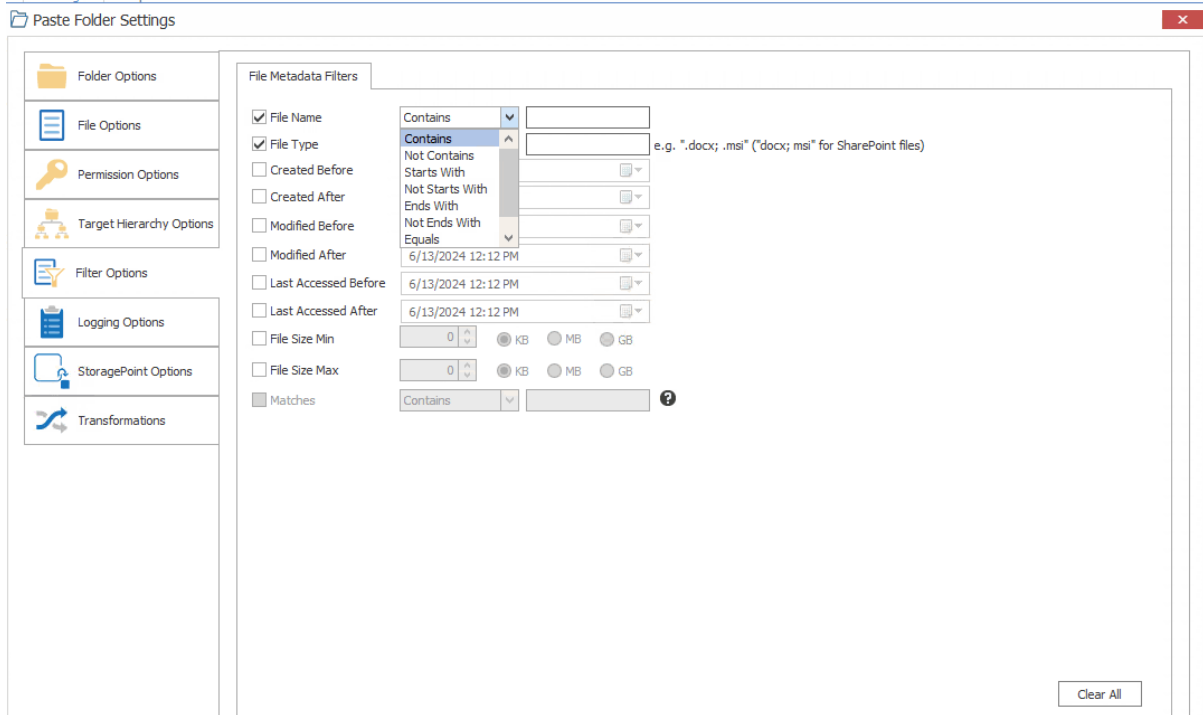 Paste Folder Settings
Folder Options
File Options
Permission Options
Target Hierarchy Options
Filter Options
Logging Options
StoragePoint Options
Transformations
File Metadata Filters
File Name Contains
File Type e.g. ".docx; .msi" ("docx; msi" for SharePoint files)
Contains
Not Contains
Starts With
Not Starts With
Ends With
Not Ends With
Equals
Created Before
Created After
Modified Before
Modified After 6/13/2024 12:12 PM
Last Accessed Before 6/13/2024 12:12 PM
Last Accessed After 6/13/2024 12:12 PM
File Size Min 0 KB MB GB
File Size Max 0 KB MB GB
Matches Contains ?
Clear All